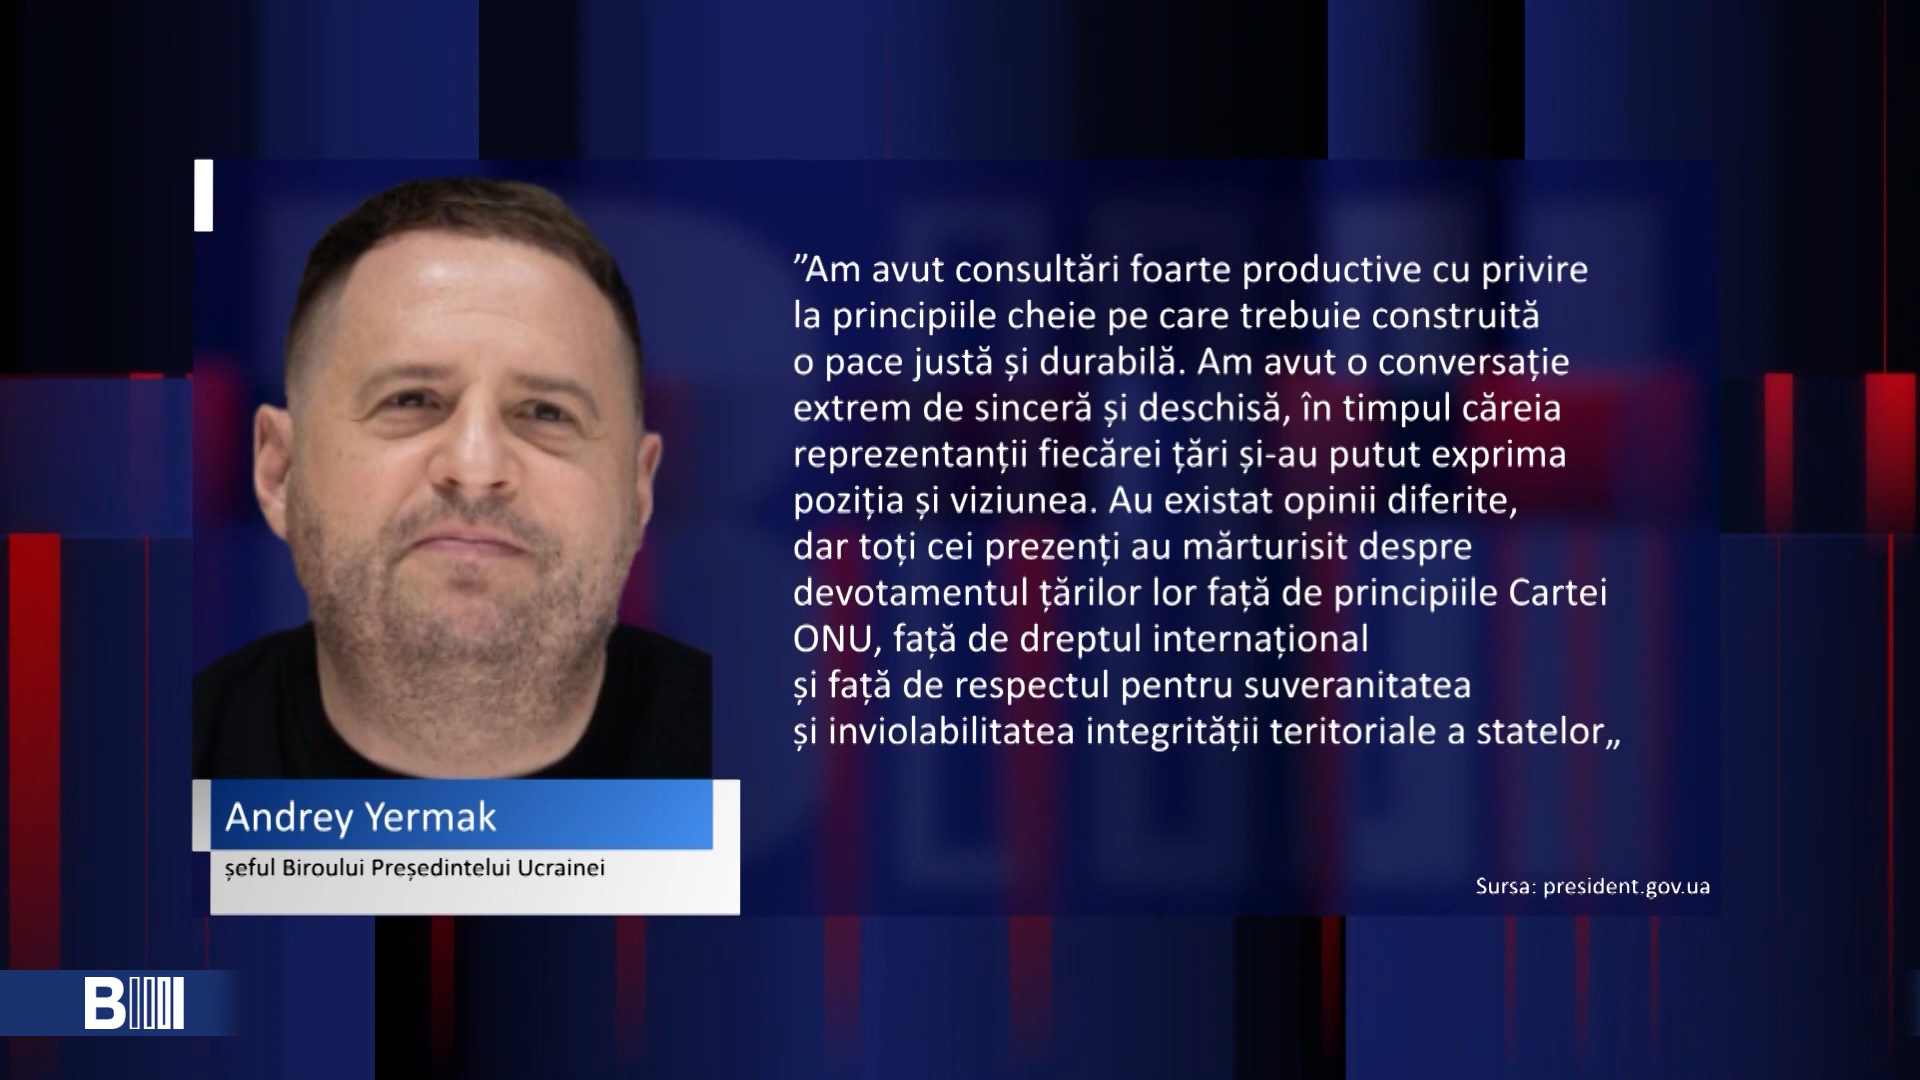 ”Am avut consultări foarte productive cu privire
la principiile cheie pe care trebuie construită
o pace justă și durabilă. Am avut o conversație
extrem de sinceră și deschisă, în timpul căreia
reprezentanții fiecărei țări și-au putut exprima
poziția și viziunea. Au existat opinii diferite,
dar toți cei prezenți au mărturisit despre
devotamentul țărilor lor față de principiile Cartei
ONU, față de dreptul internațional
și față de respectul pentru suveranitatea
și inviolabilitatea integrității teritoriale a statelor„
Andrey Yermak
șeful Biroului Președintelui Ucrainei
Sursa: president.gov.ua
B